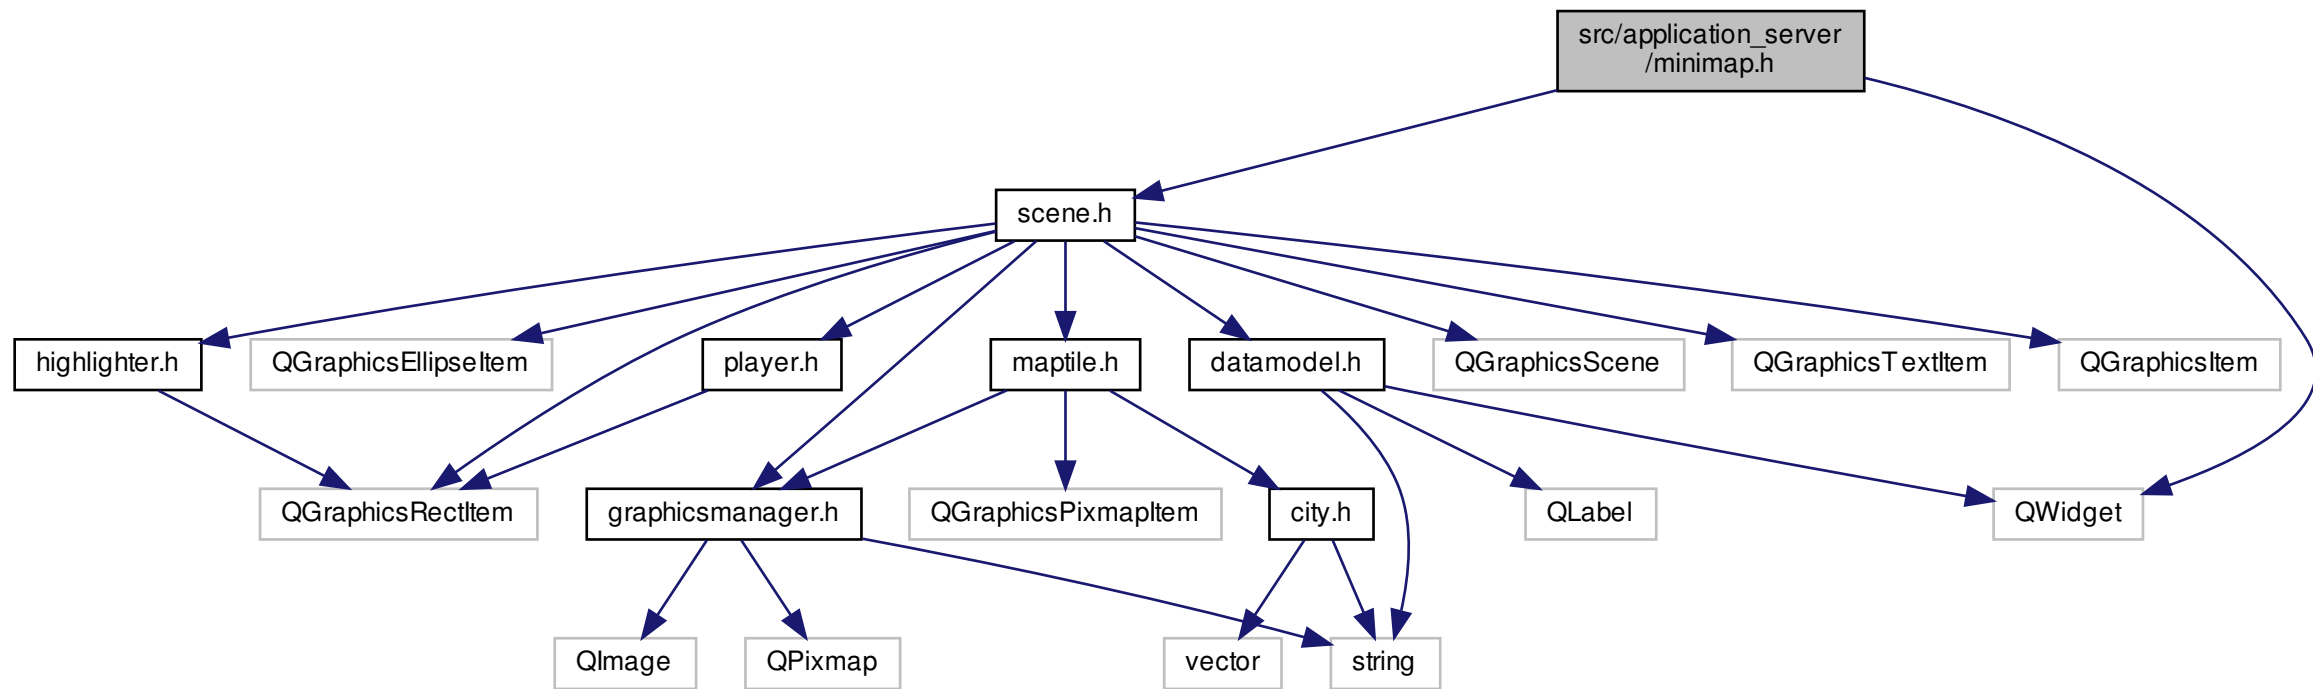 src/application_server
/minimap.h
scene.h
highlighter.h
QGraphicsEllipseItem
player.h
maptile.h
datamodel.h
QGraphicsScene
QGraphicsTextItem
QGraphicsItem
QGraphicsRectItem
graphicsmanager.h
QGraphicsPixmapItem
city.h
QLabel
QWidget
QImage
QPixmap
vector
string